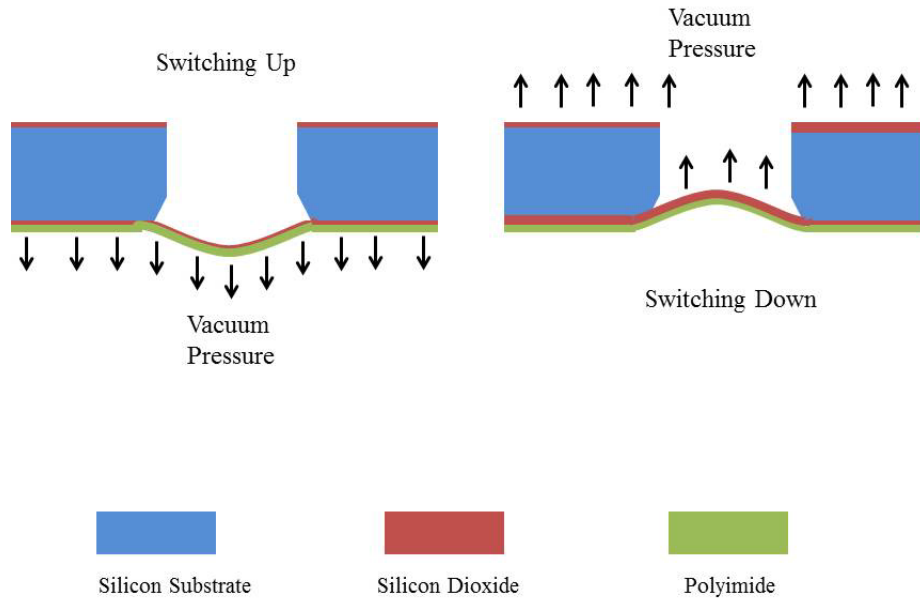 Switching Up
Vacuum
Pressure
Vacuum
Pressure
Switching Down
Silicon Substrate
Silicon Dioxide
Polyimide